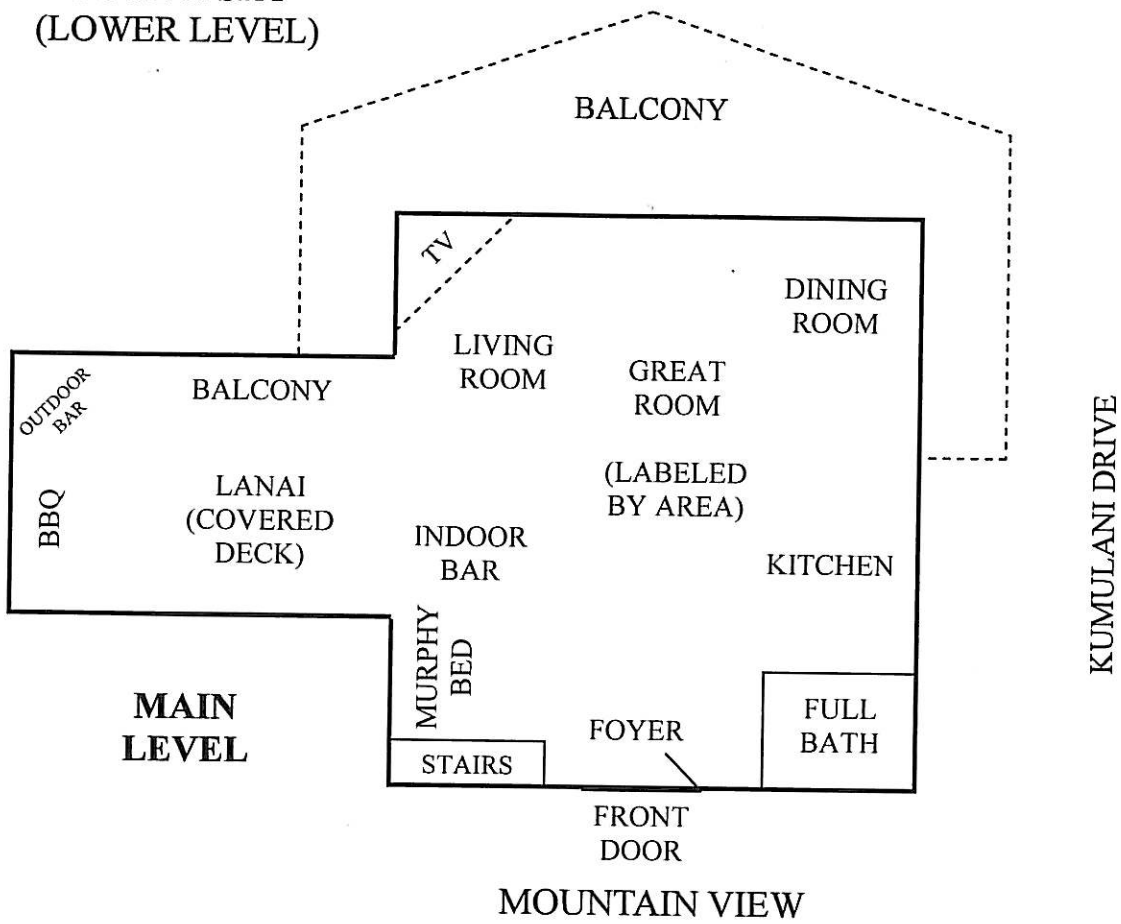 (LOWER LEVEL)
BALCONY
TV
DINING
ROOM
LIVING
ROOM
GREAT
ROOM
OUTDOOR
BAR
BALCONY
(LABELED
BY AREA)
LANAI
(COVERED
DECK)
BBQ
INDOOR
BAR
KITCHEN
KUMULANI DRIVE
MURPHY
BED
MAIN
LEVEL
STAIRS
FOYER
FULL
BATH
FRONT
DOOR
MOUNTAIN VIEW